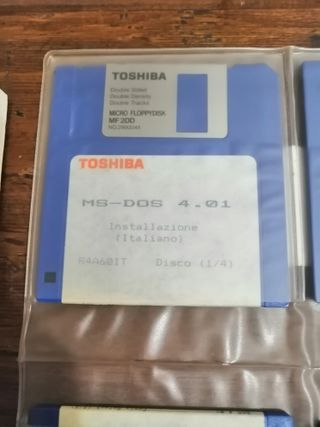 TOSHIBA
Double Sided
Double Density
Double Tracks
MICRO FLOPPYDISK
MF 2DD
TOSHIBA
MS-DOS 4.01
Installazione
(Italiano)
R4A60IT Disco (1/4)